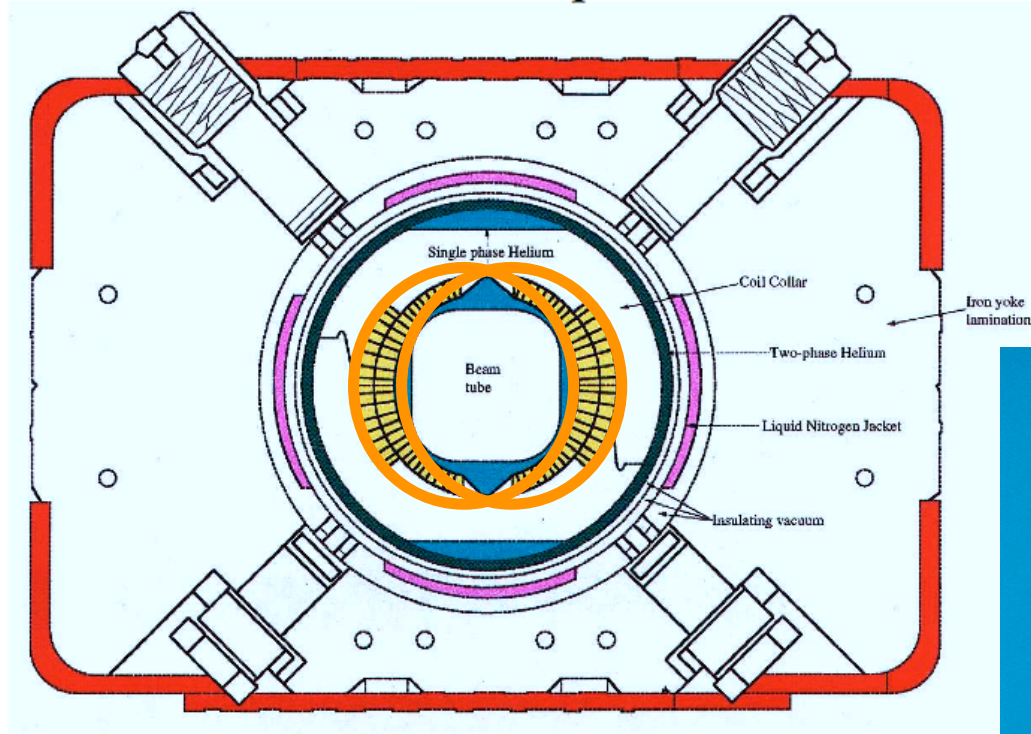 Single phase Helium
Coil Collar
Iron yoke
lamination
Two-phase Helium
Beam
tube
Liquid Nitrogen Jacket
Insulating vacuum